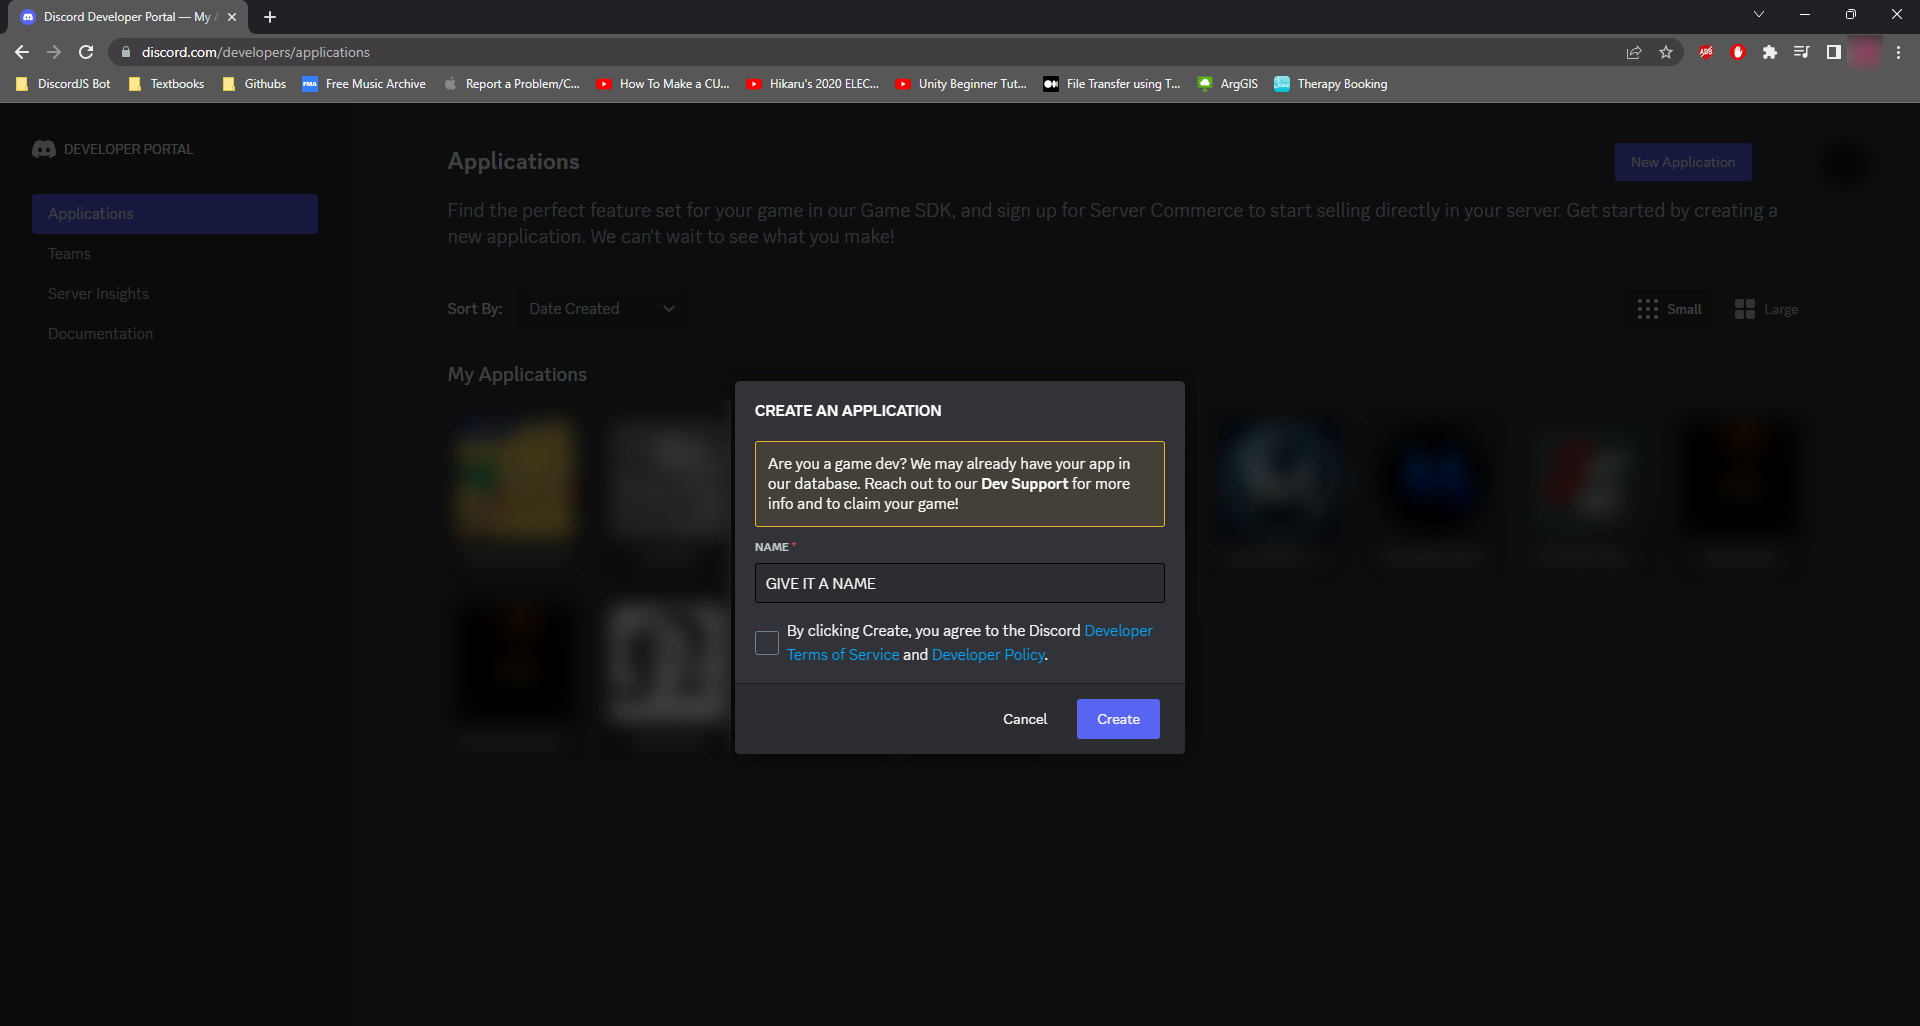 Discord Developer Portal — My
discord.com/developers/applications
DiscordJS Bot
Textbooks
Githubs
FMA
Free Music Archive
Report a Problem/C...
How To Make a CU...
Hikaru's 2020 ELEC...
Unity Beginner Tut...
File Transfer using T...
ArgGIS
Therapy Booking
DEVELOPER PORTAL
Applications
Teams
Server Insights
Documentation
Applications
New Application
Find the perfect feature set for your game in our Game SDK, and sign up for Server Commerce to start selling directly in your server. Get started by creating a
new application. We can't wait to see what you make!
Sort By:
Date Created
Small
Large
My Applications
CREATE AN APPLICATION
Are you a game dev? We may already have your app in
our database. Reach out to our Dev Support for more
info and to claim your game!
NAME *
GIVE IT A NAME
By clicking Create, you agree to the Discord Developer
Terms of Service and Developer Policy.
Cancel
Create